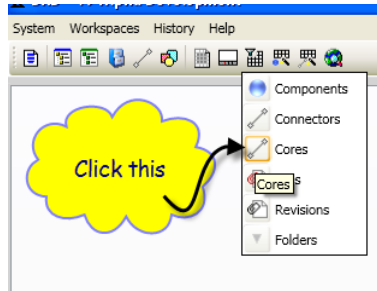 System Workspaces History Help
Components
Connectors
Click this
Cores
Cores
Revisions
Folders